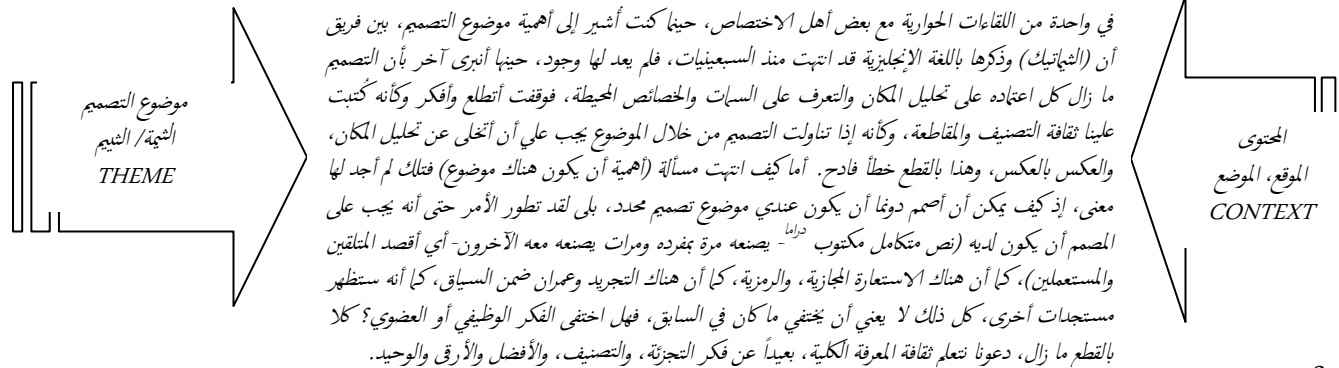 في واحدة من اللقاءات الحوارية مع بعض أهل الاختصاص، حينما كنت أُشير إلى أهمية موضوع التصميم، بين فريق
أن (الثيماتيك) وذكرها باللغة الإنجليزية قد انتهت منذ السبعينيات، فلم يعد لها وجود، حينها أنبرى آخر بأن التصميم
ما زال كل اعتماده على تحليل المكان والتعرف على السمات والخصائص المحيطة، فوقفت أتطلع وأفكر وكأنه كُتبت
علينا ثقافة التصنيف والمقاطعة، وكأنه إذا تناولت التصميم من خلال الموضوع يجب علي أن أتخلى عن تحليل المكان،
والعكس بالعكس، وهذا بالقطع خطأ فادح. أما كيف انتهت مسألة (أهمية أن يكون هناك موضوع) فتلك لم أجد لها
معنى، إذ كيف يمكن أن أصمم دونما أن يكون عندي موضوع تصميم محدد، بلى لقد تطور الأمر حتى أنه يجب على
المصمم أن يكون لديه (نص متكامل مكتوب دراما- يصنعه مرة بمفرده ومرات يصنعه معه الآخرون- أي أقصد المتلقين
والمستعملين)، كما أن هناك الاستعارة المجازية، والرمزية، كما أن هناك التجريد وعمران ضمن السياق، كما أنه ستظهر
مستجدات أخرى، كل ذلك لا يعني أن يختفي ما كان في السابق، فهل اختفى الفكر الوظيفي أو العضوي؟ كلا
بالقطع ما زال، دعونا نتعلم ثقافة المعرفة الكلية، بعيداً عن فكر التجزئة، والتصنيف، والأفضل والأرقى والوحيد.
المحتوى
الموقع، الموضع
CONTEXT
موضوع التصميم
الثيمة/ الثييم
THEME